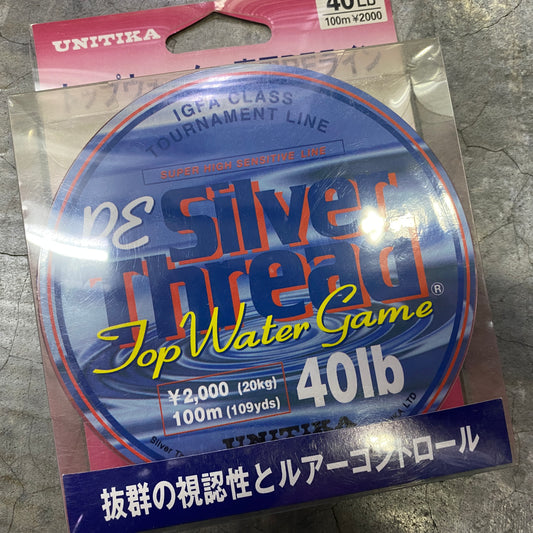 UNITIKA
40LB
100m ¥2000
IGFA CLASS
TOURNAMENT LINE
SUPER HIGH SENSITIVE LINE
PE Silver
Thread®
Top Water Game
¥2,000 (20kg)
100m (109yds)
40lb
UNITIKA
Silver
LTD
抜群の視認性とルアーコントロール